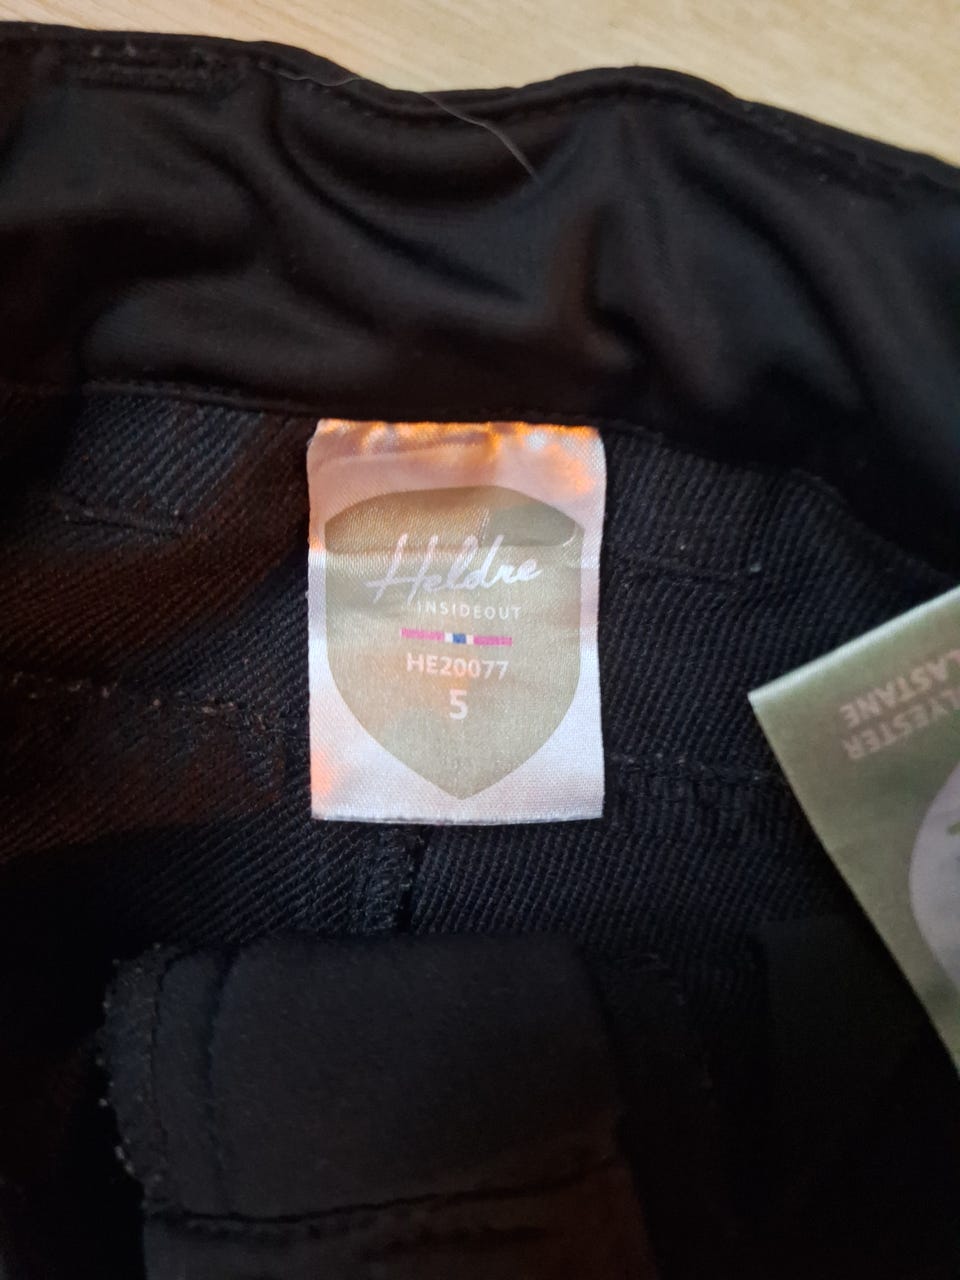 Heldre
INSIDEOUT
HE20077
5
LYESTER
LASTANE